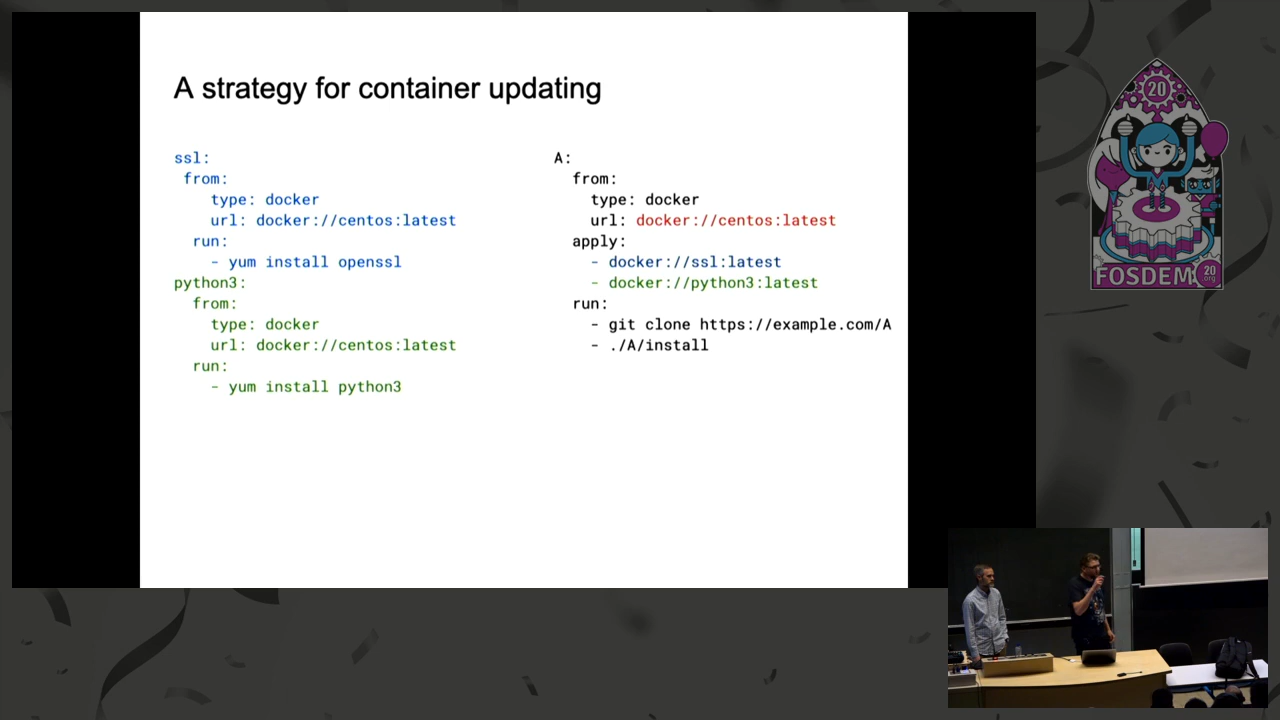 A strategy for container updating
ssl:
 from:
    type: docker
    url: docker://centos:latest
  run:
    - yum install openssl
python3:
  from:
    type: docker
    url: docker://centos:latest
  run:
    - yum install python3
A:
  from:
    type: docker
    url: docker://centos:latest
  apply:
    - docker://ssl:latest
    - docker://python3:latest
  run:
    - git clone https://example.com/A
    - ./A/install
20
FOSDEM
20
.org